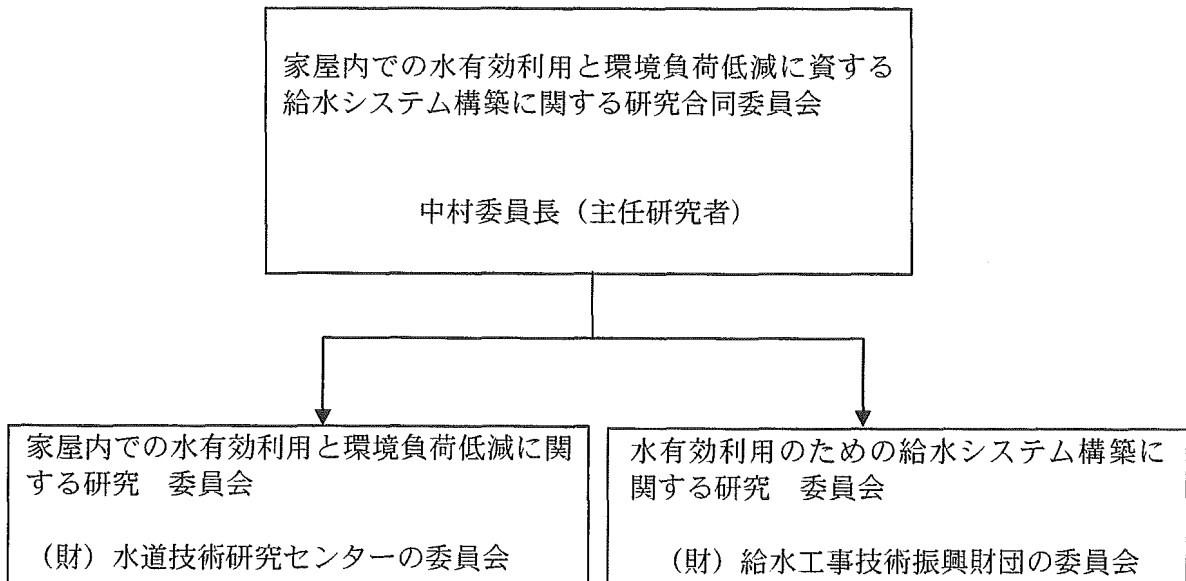 家屋内での水有効利用と環境負荷低減に資する
給水システム構築に関する研究合同委員会
中村委員長（主任研究者）
家屋内での水有効利用と環境負荷低減に関
する研究　委員会
（財）水道技術研究センターの委員会
水有効利用のための給水システム構築に
関する研究　委員会
（財）給水工事技術振興財団の委員会